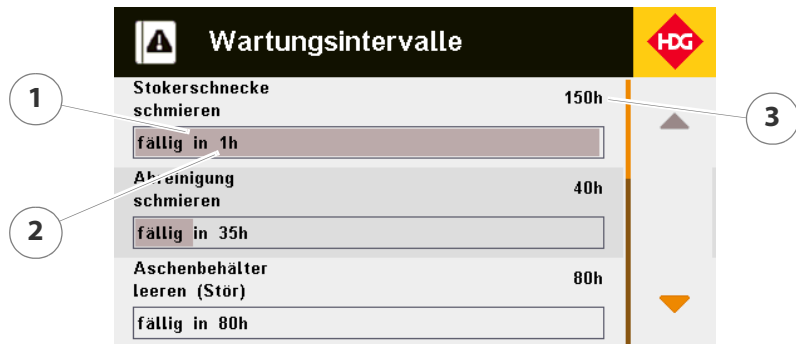 Wartungsintervalle
HDG
1
Stokerschnecke
schmieren
150h
3
fällig in 1h
2
Abreinigung
schmieren
40h
fällig in 35h
Aschenbehälter
leeren (Stör)
80h
fällig in 80h